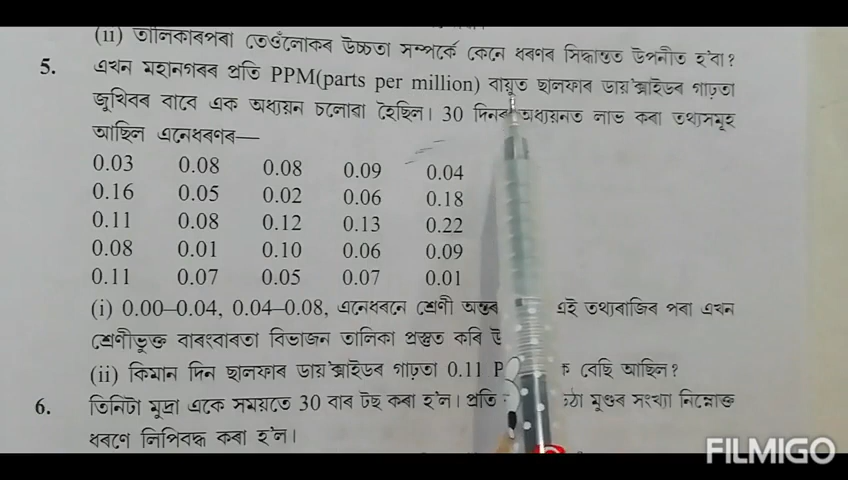 (ii) তালিকাৰপৰা তেওঁলোকৰ উচ্চতা সম্পৰ্কে কেনে ধৰণৰ সিদ্ধান্তত উপনীত হ'বা?
5. এখন মহানগৰৰ প্ৰতি PPM(parts per million) বায়ুত ছালফাৰ ডায়'ক্সাইডৰ গাঢ়তা
জুখিবৰ বাবে এক অধ্যয়ন চলোৱা হৈছিল। 30 দিনৰ অধ্যয়নত লাভ কৰা তথ্যসমূহ
আছিল এনেধৰণৰ—
0.03 0.08 0.08 0.09 0.04
0.16 0.05 0.02 0.06 0.18
0.11 0.08 0.12 0.13 0.22
0.08 0.01 0.10 0.06 0.09
0.11 0.07 0.05 0.07 0.01
(i) 0.00–0.04, 0.04–0.08, এনেধৰনে শ্ৰেণী এই তথ্যৰাজিৰ পৰা এখন
শ্ৰেণীভুক্ত বাৰংবাৰতা বিভাজন তালিকা প্ৰস্তুত কৰি
(ii) কিমান দিন ছালফাৰ ডায়'ক্সাইডৰ গাঢ়তা 0.11 বেছি আছিল?
6. তিনিটা মুদ্ৰা একে সময়তে 30 বাৰ টছ কৰা হ'ল। প্ৰতি মুণ্ডৰ সংখ্যা নিম্নোক্ত
ধৰণে লিপিবদ্ধ কৰা হ'ল।
FILMIGO